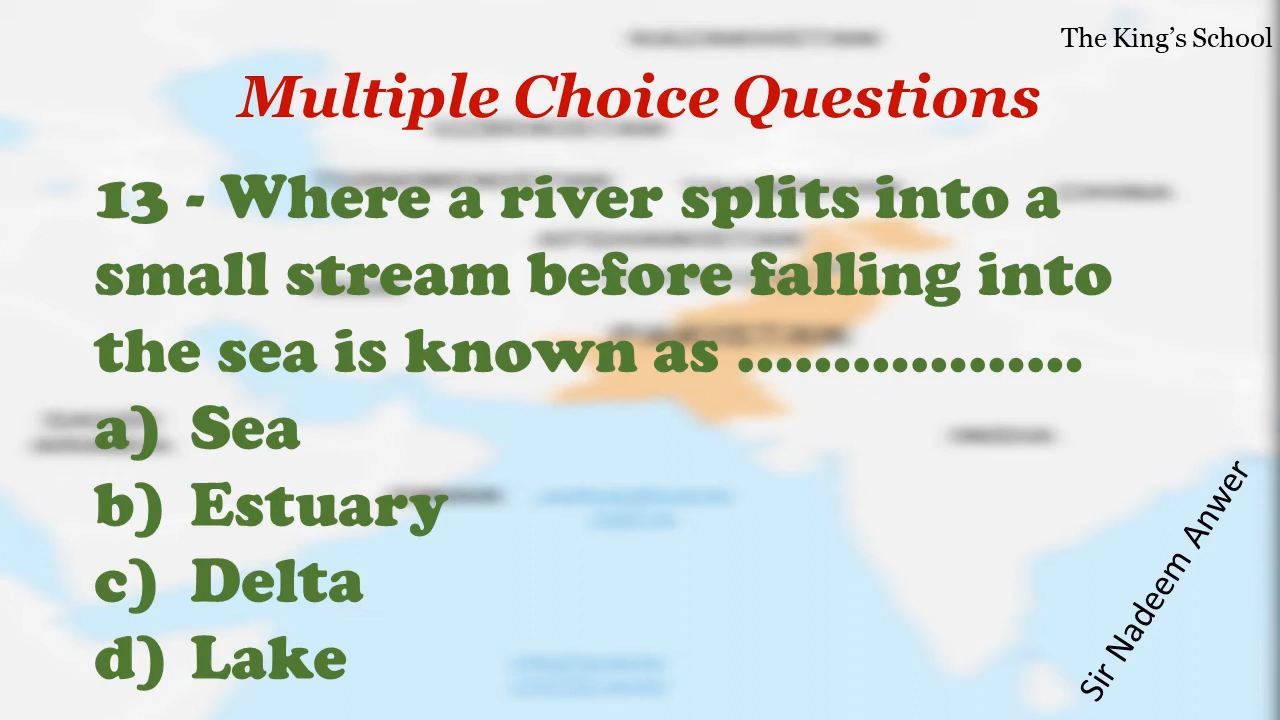 The King's School
Multiple Choice Questions
13 - Where a river splits into a
small stream before falling into
the sea is known as ..................
a) Sea
b) Estuary
c) Delta
d) Lake
Sir Nadeem Anwer